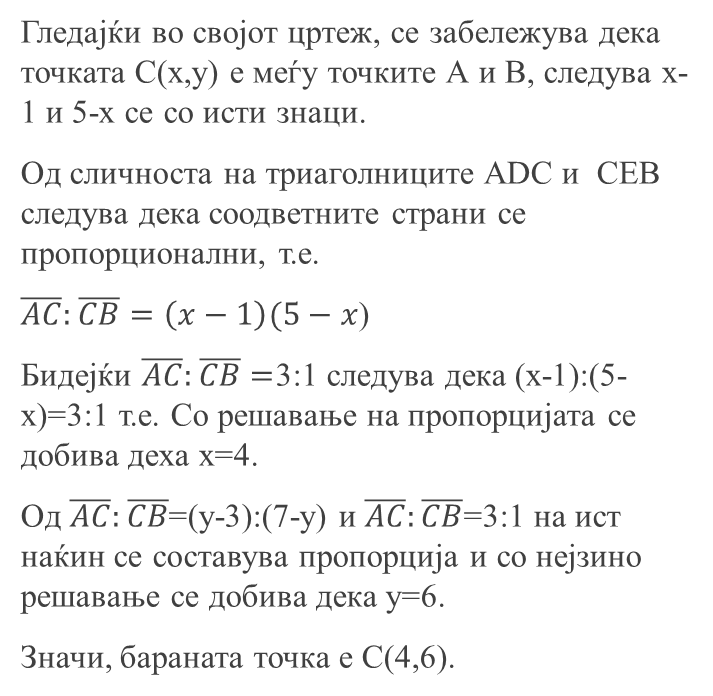 Гледајќи во својот цртеж, се забележува дека
точката C(x,y) е меѓу точките A и B, следува x-
1 и 5-x се со исти знаци.
Од сличноста на триаголниците ADC и CEB
следува дека соодветните страни се
пропорционални, т.е.
$\overline{AC}:\overline{CB} = (x-1)(5-x)$
Бидејќи $\overline{AC}:\overline{CB}$ =3:1 следува дека (x-1):(5-
x)=3:1 т.е. Со решавање на пропорцијата се
добива деха x=4.
Од $\overline{AC}:\overline{CB}$=(y-3):(7-y) и $\overline{AC}:\overline{CB}$=3:1 на ист
наќин се составува пропорција и со нејзино
решавање се добива дека y=6.
Значи, бараната точка е C(4,6).